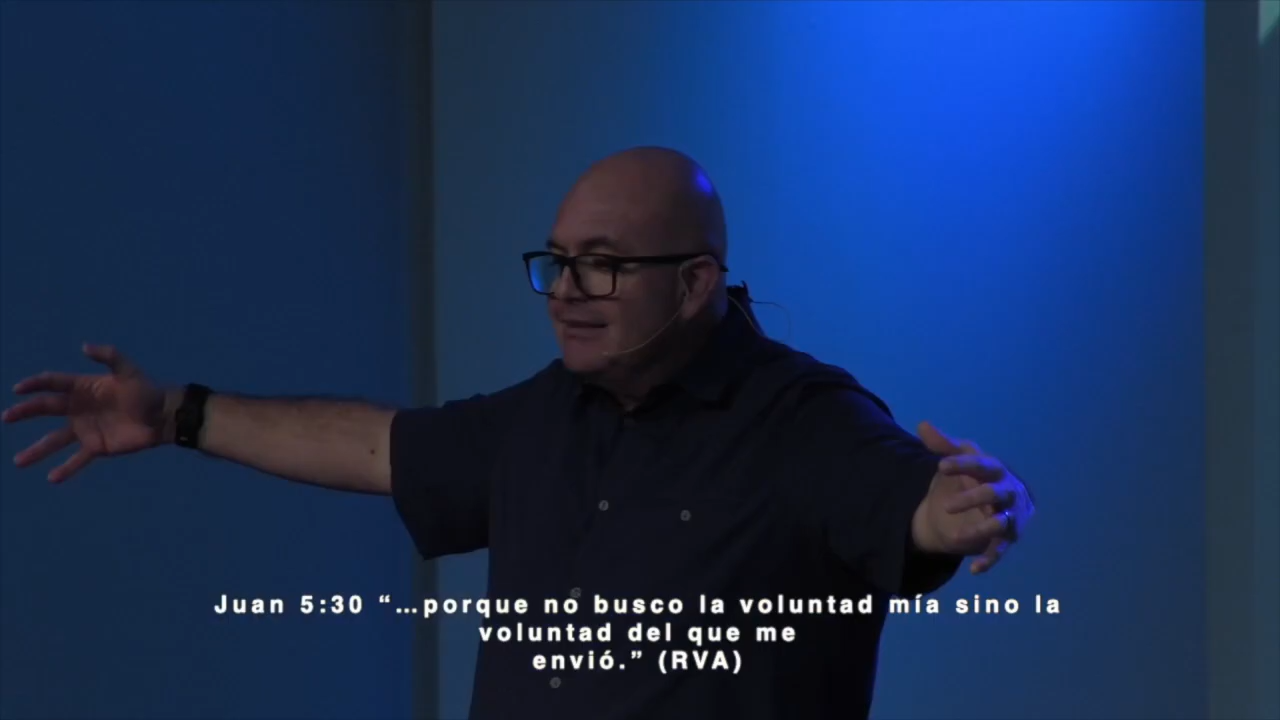 Juan 5:30 “…porque no busco la voluntad mía sino la
voluntad del que me
envió.” (RVA)